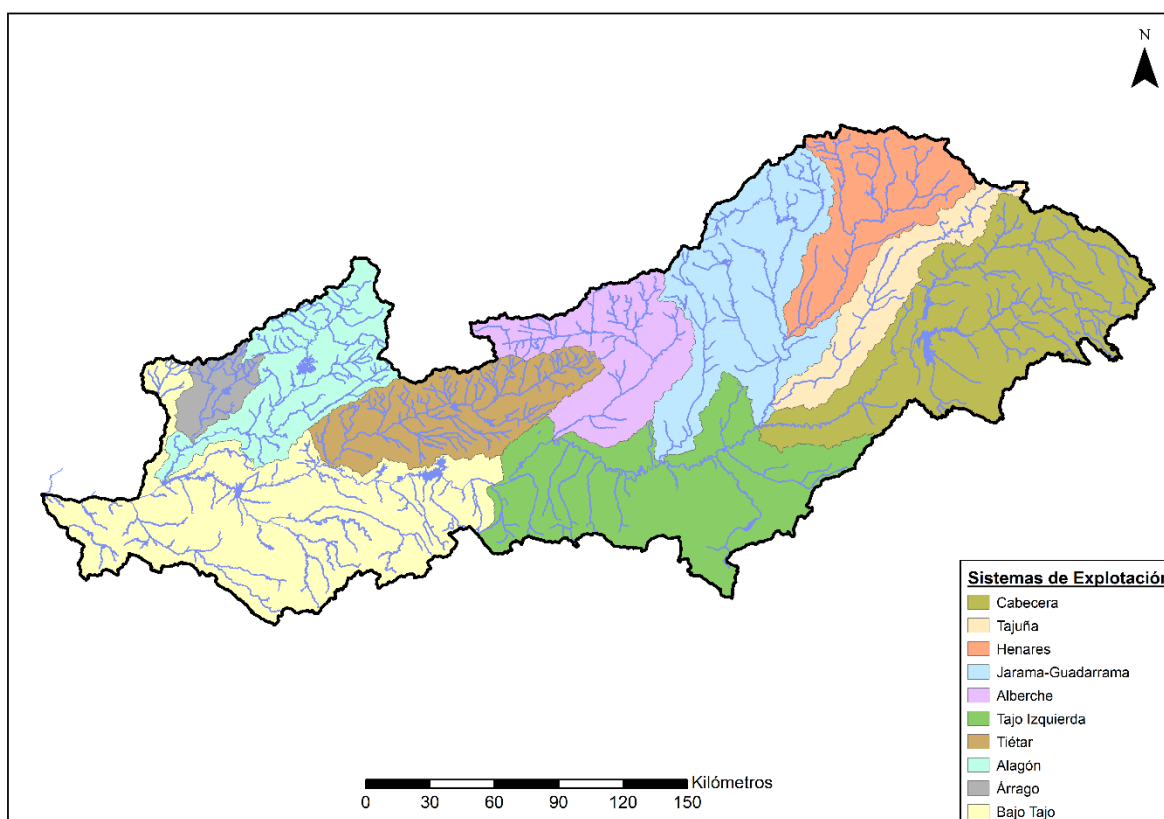 N
Sistemas de Explotación
Cabecera
Tajuña
Henares
Jarama-Guadarrama
Alberche
Tajo Izquierda
Tiétar
Alagón
Árrago
Bajo Tajo
Kilómetros
0 30 60 90 120 150